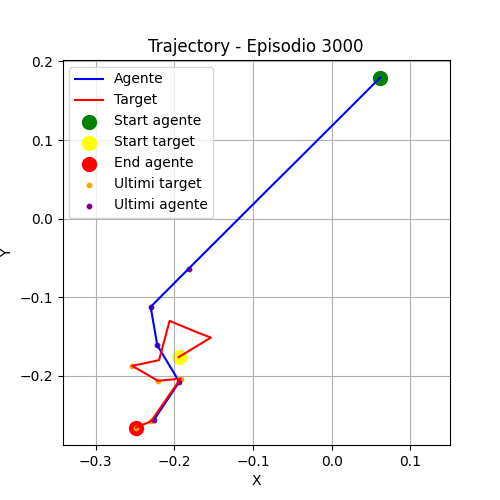 Trajectory - Episodio 3000
Agente
Target
Start agente
Start target
End agente
Ultimi target
Ultimi agente
Y
0.2
0.1
0.0
−0.1
−0.2
−0.3
−0.2
−0.1
0.0
0.1
X